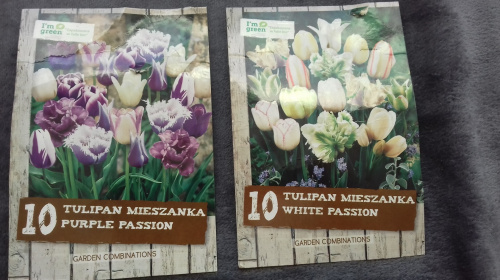 I'm
green
10 TULIPAN MIESZANKA
PURPLE PASSION
GARDEN COMBINATIONS
I'm
green
10 TULIPAN MIESZANKA
WHITE PASSION
GARDEN COMBINATIONS